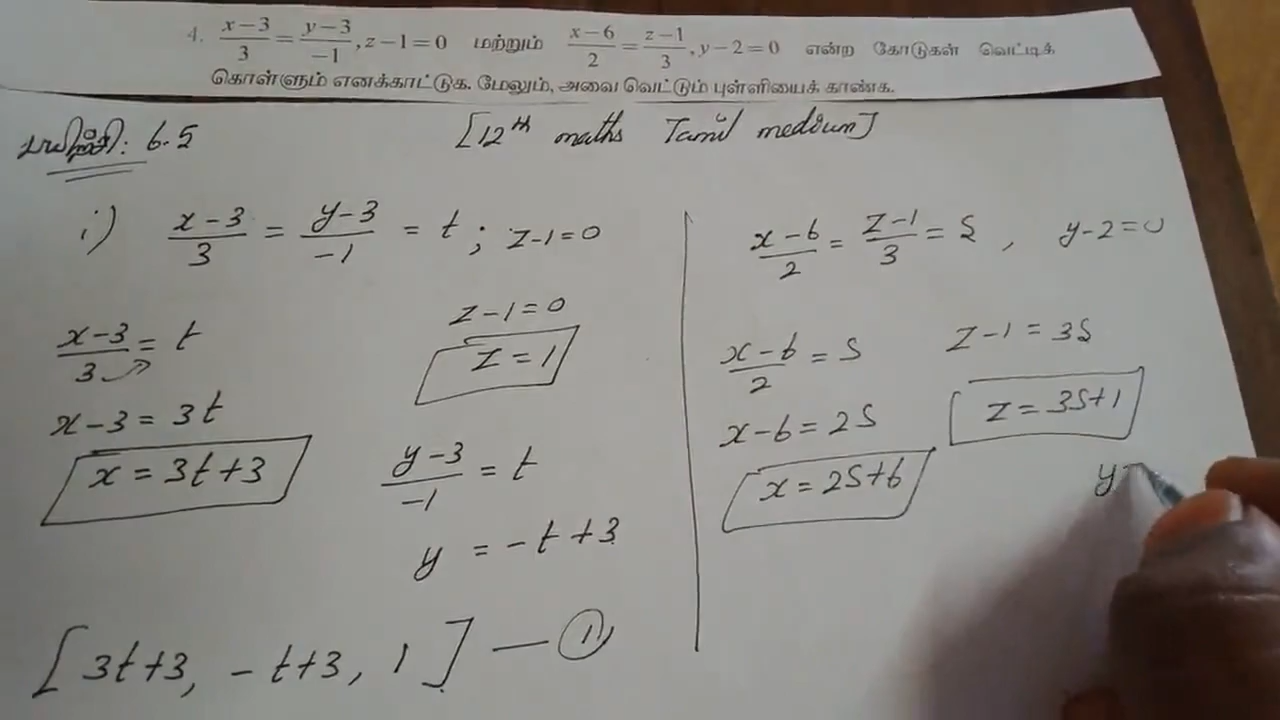 4. x−3/3 = y−3/−1, z−1=0 மற்றும் x−6/2 = z−1/3, y−2=0 என்ற கோடுகள் வெட்டிக்
கொள்ளும் எனக்காட்டுக. மேலும், அவை வெட்டும் புள்ளியைக் காண்க.
பயிற்சி: 6.5
[12th maths Tamil medium]
i) x−3/3 = y−3/−1 = t ; z−1=0
x−3/3 = t
x−3 = 3t
x = 3t+3
z−1=0
z=1
y−3/−1 = t
y = −t+3
[3t+3, −t+3, 1] — ①
x−6/2 = z−1/3 = s , y−2=0
x−6/2 = s
x−6=2s
x=2s+6
z−1=3s
z=3s+1
y=